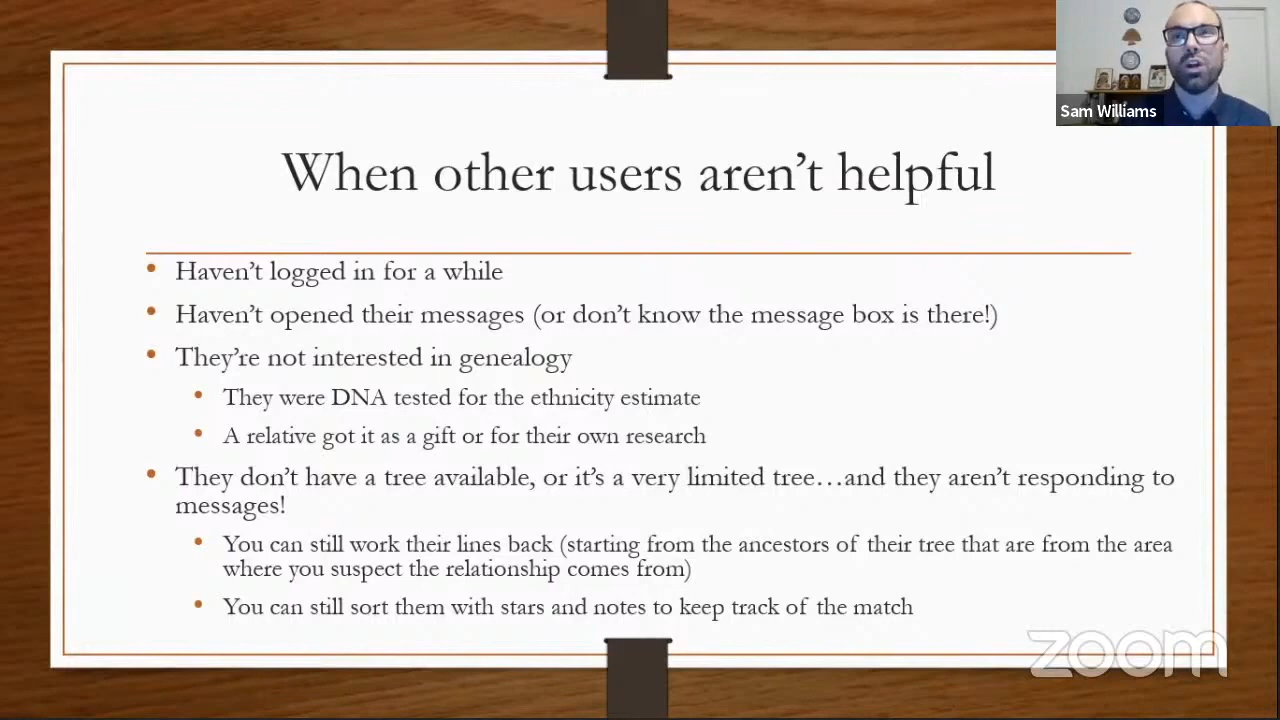 Sam Williams
When other users aren’t helpful
Haven’t logged in for a while
Haven’t opened their messages (or don’t know the message box is there!)
They’re not interested in genealogy
They were DNA tested for the ethnicity estimate
A relative got it as a gift or for their own research
They don’t have a tree available, or it’s a very limited tree…and they aren’t responding to
messages!
You can still work their lines back (starting from the ancestors of their tree that are from the area
where you suspect the relationship comes from)
You can still sort them with stars and notes to keep track of the match
zoom